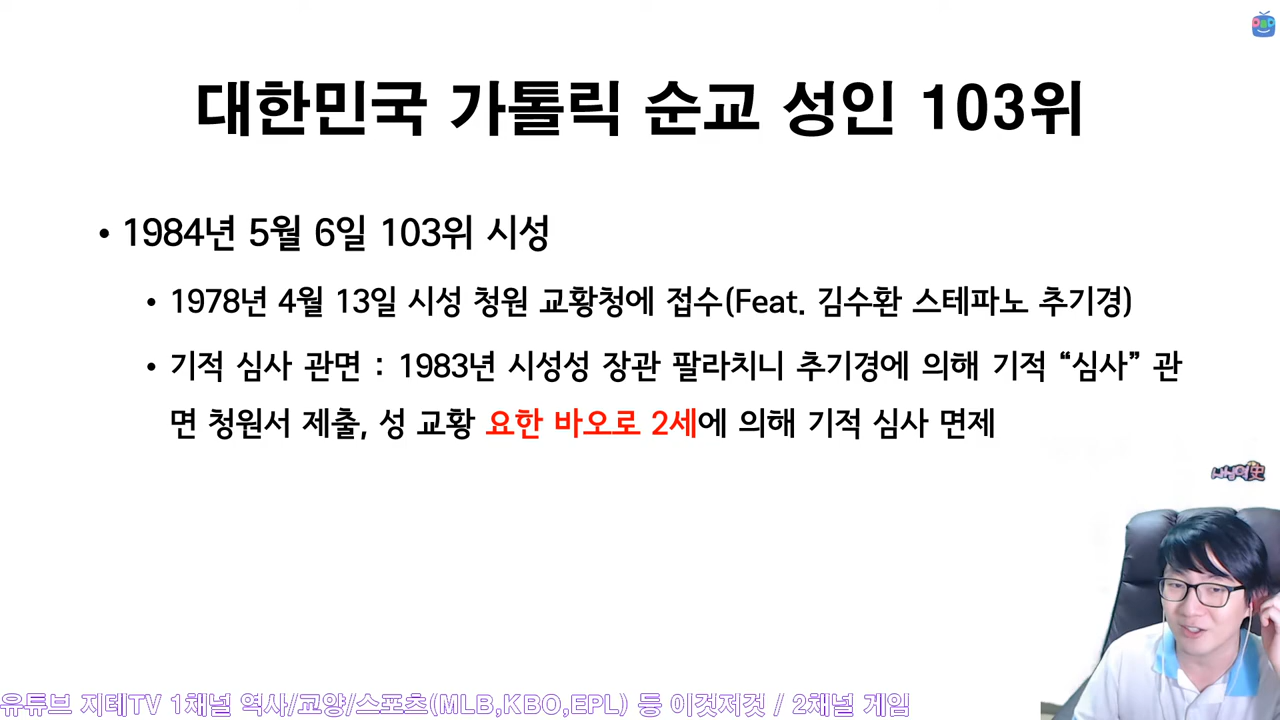 대한민국 가톨릭 순교 성인 103위
• 1984년 5월 6일 103위 시성
• 1978년 4월 13일 시성 청원 교황청에 접수(Feat. 김수환 스테파노 추기경)
• 기적 심사 관면 : 1983년 시성성 장관 팔라치니 추기경에 의해 기적 “심사” 관
면 청원서 제출, 성 교황 요한 바오로 2세에 의해 기적 심사 면제
유튜브 지테TV 1채널 역사/교양/스포츠(MLB,KBO,EPL) 등 이것저것 / 2채널 게임